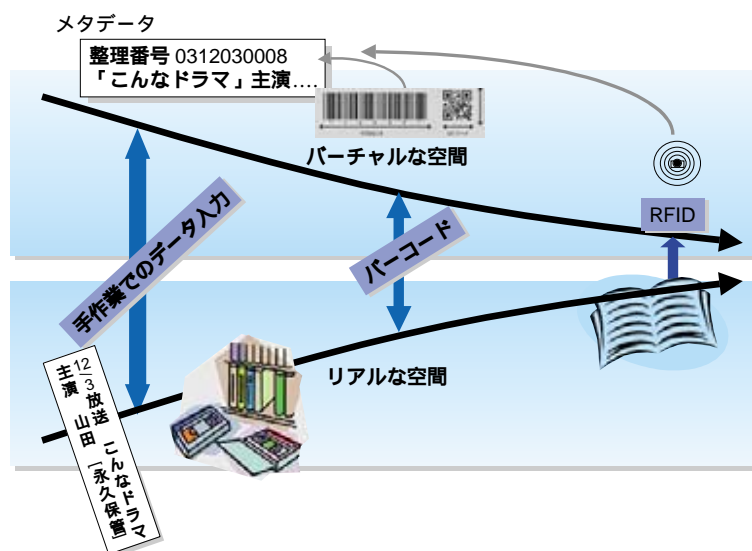 メタデータ
整理番号 0312030008
「こんなドラマ」主演....
バーチャルな空間
RFID
手作業でのデータ入力
バーコード
リアルな空間
12/3放送 こんなドラマ
主演 山田 [永久保管]